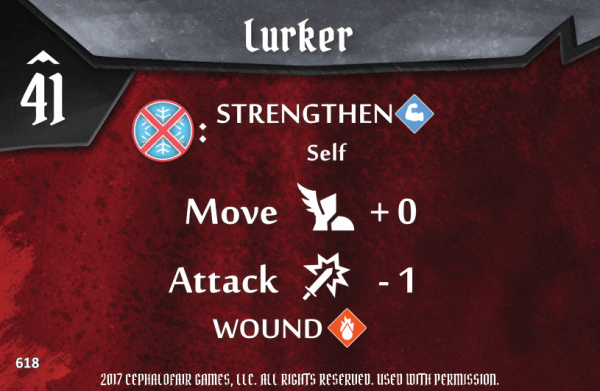 Lurker
41
: STRENGTHEN
Self
Move + 0
Attack - 1
WOUND
618
2017 CEPHALOFAIR GAMES, LLC. ALL RIGHTS RESERVED. USED WITH PERMISSION.